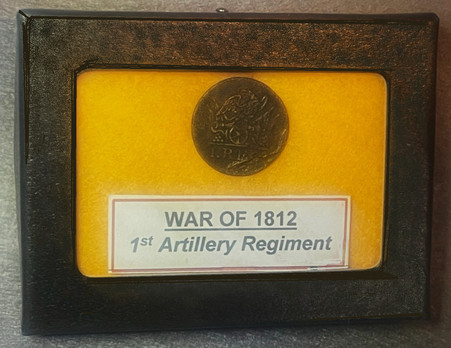 WAR OF 1812
1st Artillery Regiment